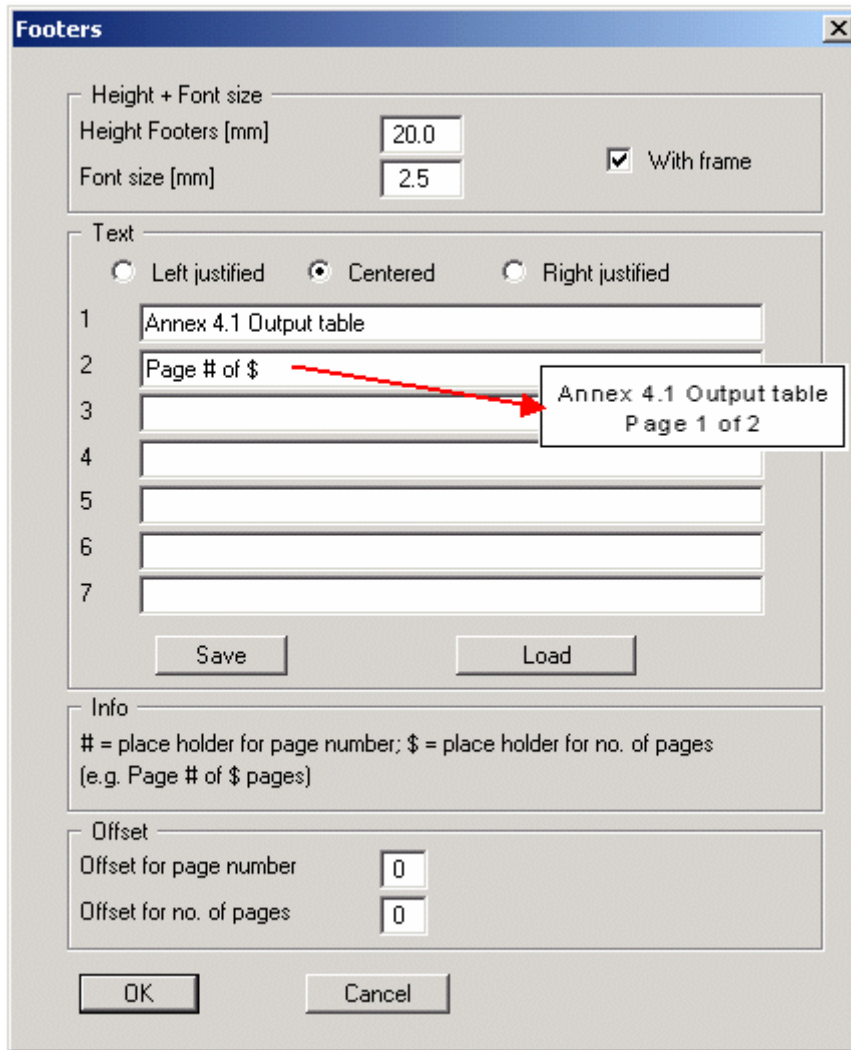 Footers
Height + Font size
Height Footers [mm] 20.0
With frame
Font size [mm] 2.5
Text
Left justified Centered Right justified
1 Annex 4.1 Output table
2 Page # of $
Annex 4.1 Output table
Page 1 of 2
3
4
5
6
7
Save Load
Info
# = place holder for page number; $ = place holder for no. of pages
(e.g. Page # of $ pages)
Offset
Offset for page number 0
Offset for no. of pages 0
OK Cancel